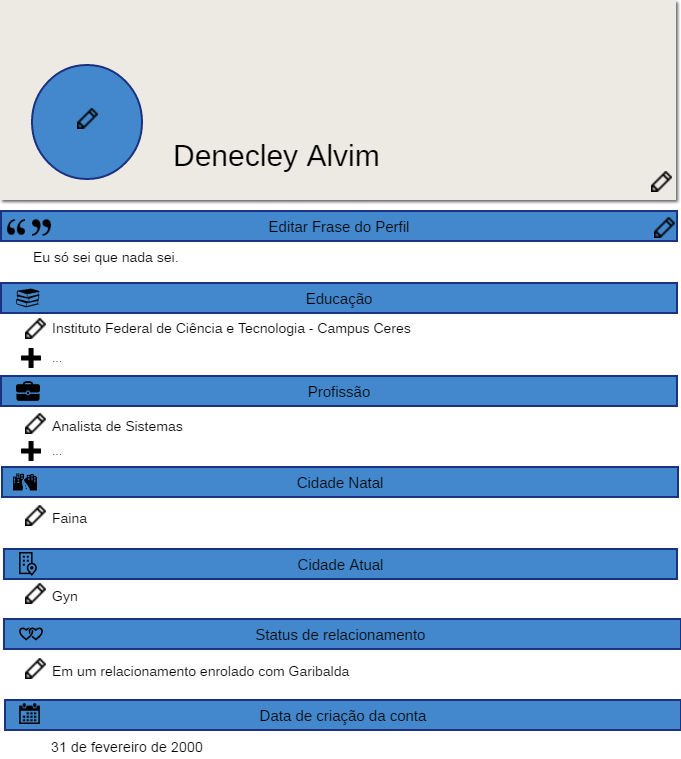 Denecley Alvim
Editar Frase do Perfil
Eu só sei que nada sei.
Educação
Instituto Federal de Ciência e Tecnologia - Campus Ceres
...
Profissão
Analista de Sistemas
...
Cidade Natal
Faina
Cidade Atual
Gyn
Status de relacionamento
Em um relacionamento enrolado com Garibalda
Data de criação da conta
31 de fevereiro de 2000